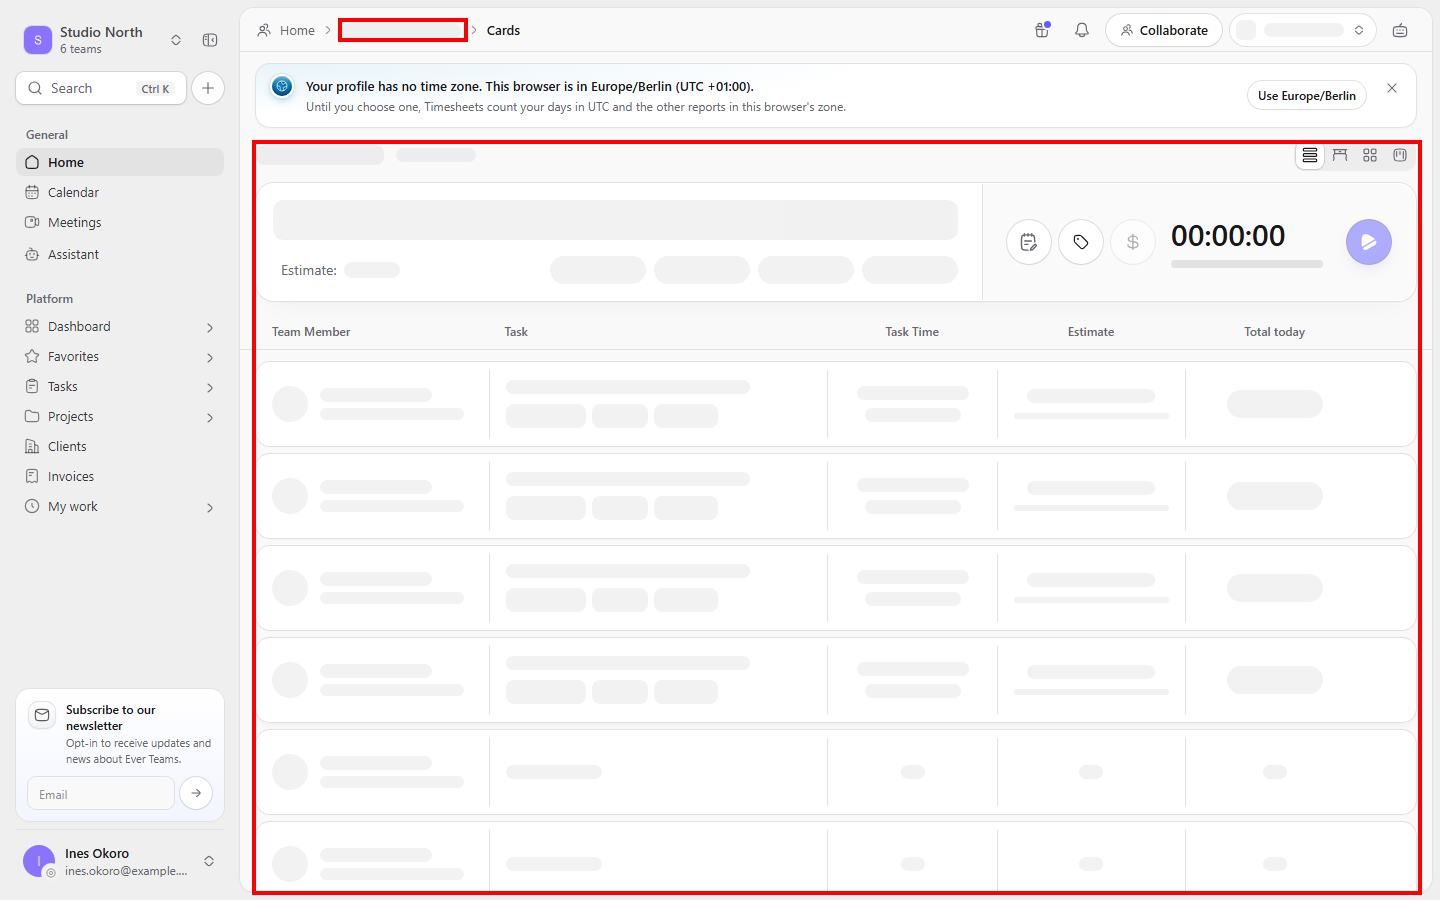 S
Studio North
6 teams
Search
Ctrl K
General
Home
Calendar
Meetings
Assistant
Platform
Dashboard
Favorites
Tasks
Projects
Clients
Invoices
My work
Subscribe to our newsletter
Opt-in to receive updates and news about Ever Teams.
Email
I
Ines Okoro
ines.okoro@example....
Home
Cards
Collaborate
Your profile has no time zone. This browser is in Europe/Berlin (UTC +01:00).
Until you choose one, Timesheets count your days in UTC and the other reports in this browser's zone.
Use Europe/Berlin
Estimate:
$
00:00:00
Team Member
Task
Task Time
Estimate
Total today